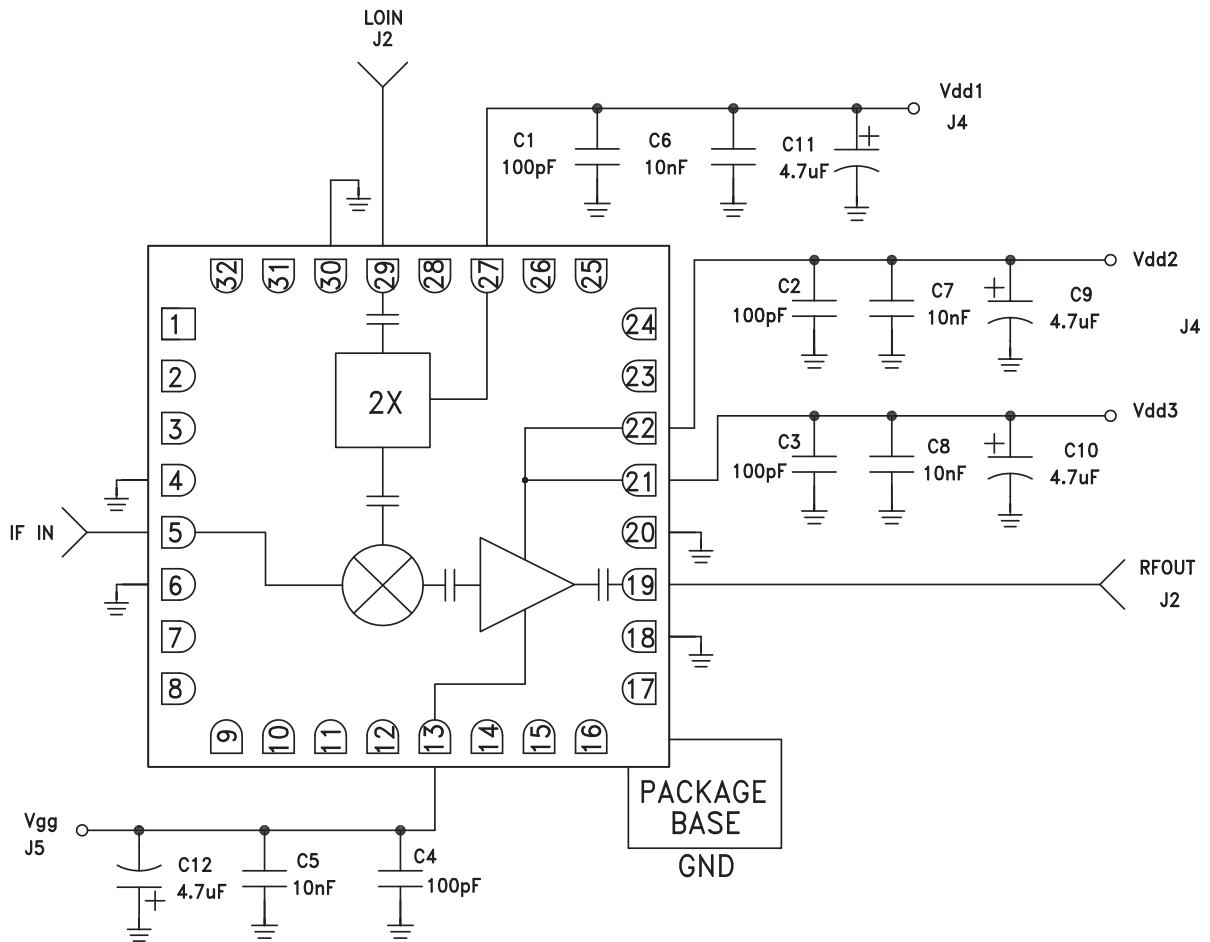 LOIN
J2
Vdd1
J4
C1
100pF
C6
10nF
C11
4.7uF
+
32
31
30
29
28
27
26
25
Vdd2
C2
100pF
C7
10nF
+
C9
4.7uF
J4
1
2
3
4
5
6
7
8
24
23
22
21
20
19
18
17
2X
Vdd3
C3
100pF
C8
10nF
+
C10
4.7uF
IF IN
RFOUT
J2
9
10
11
12
13
14
15
16
PACKAGE
BASE
GND
Vgg
J5
C12
4.7uF
+
C5
10nF
C4
100pF